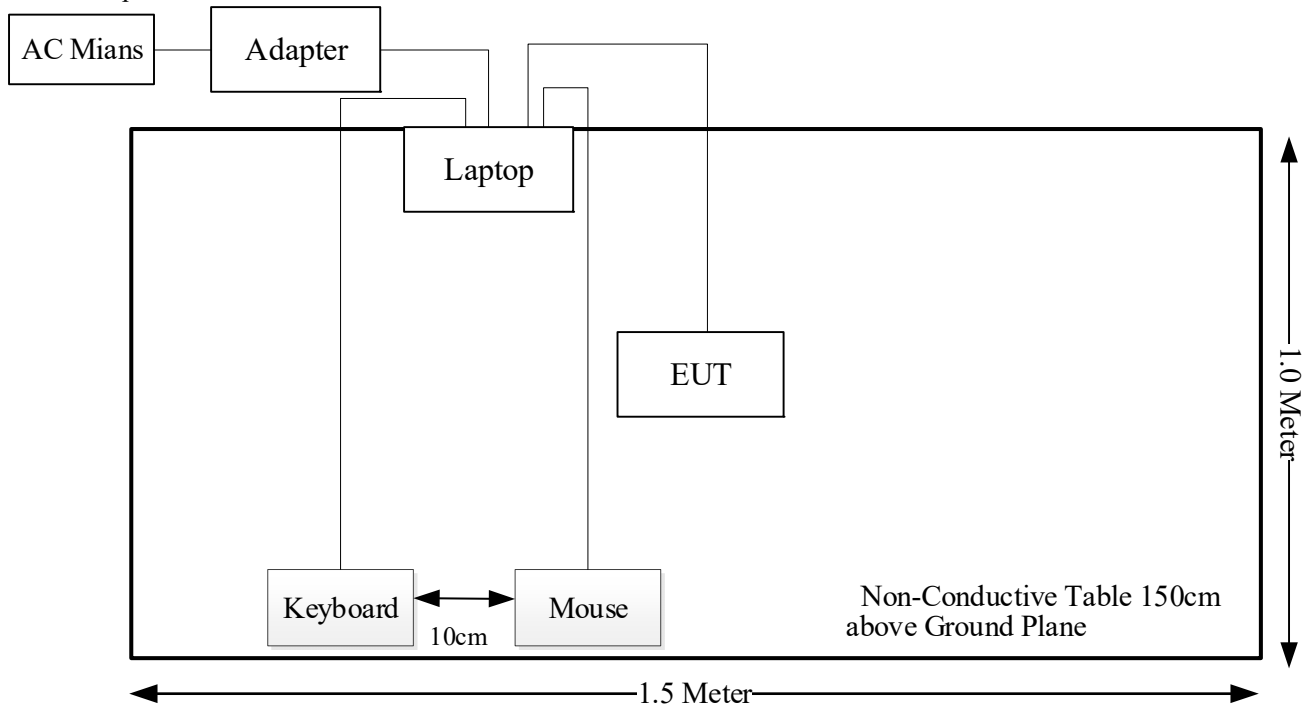 AC Mians
Adapter
Laptop
EUT
1.0 Meter
Keyboard
10cm
Mouse
Non-Conductive Table 150cm
above Ground Plane
1.5 Meter